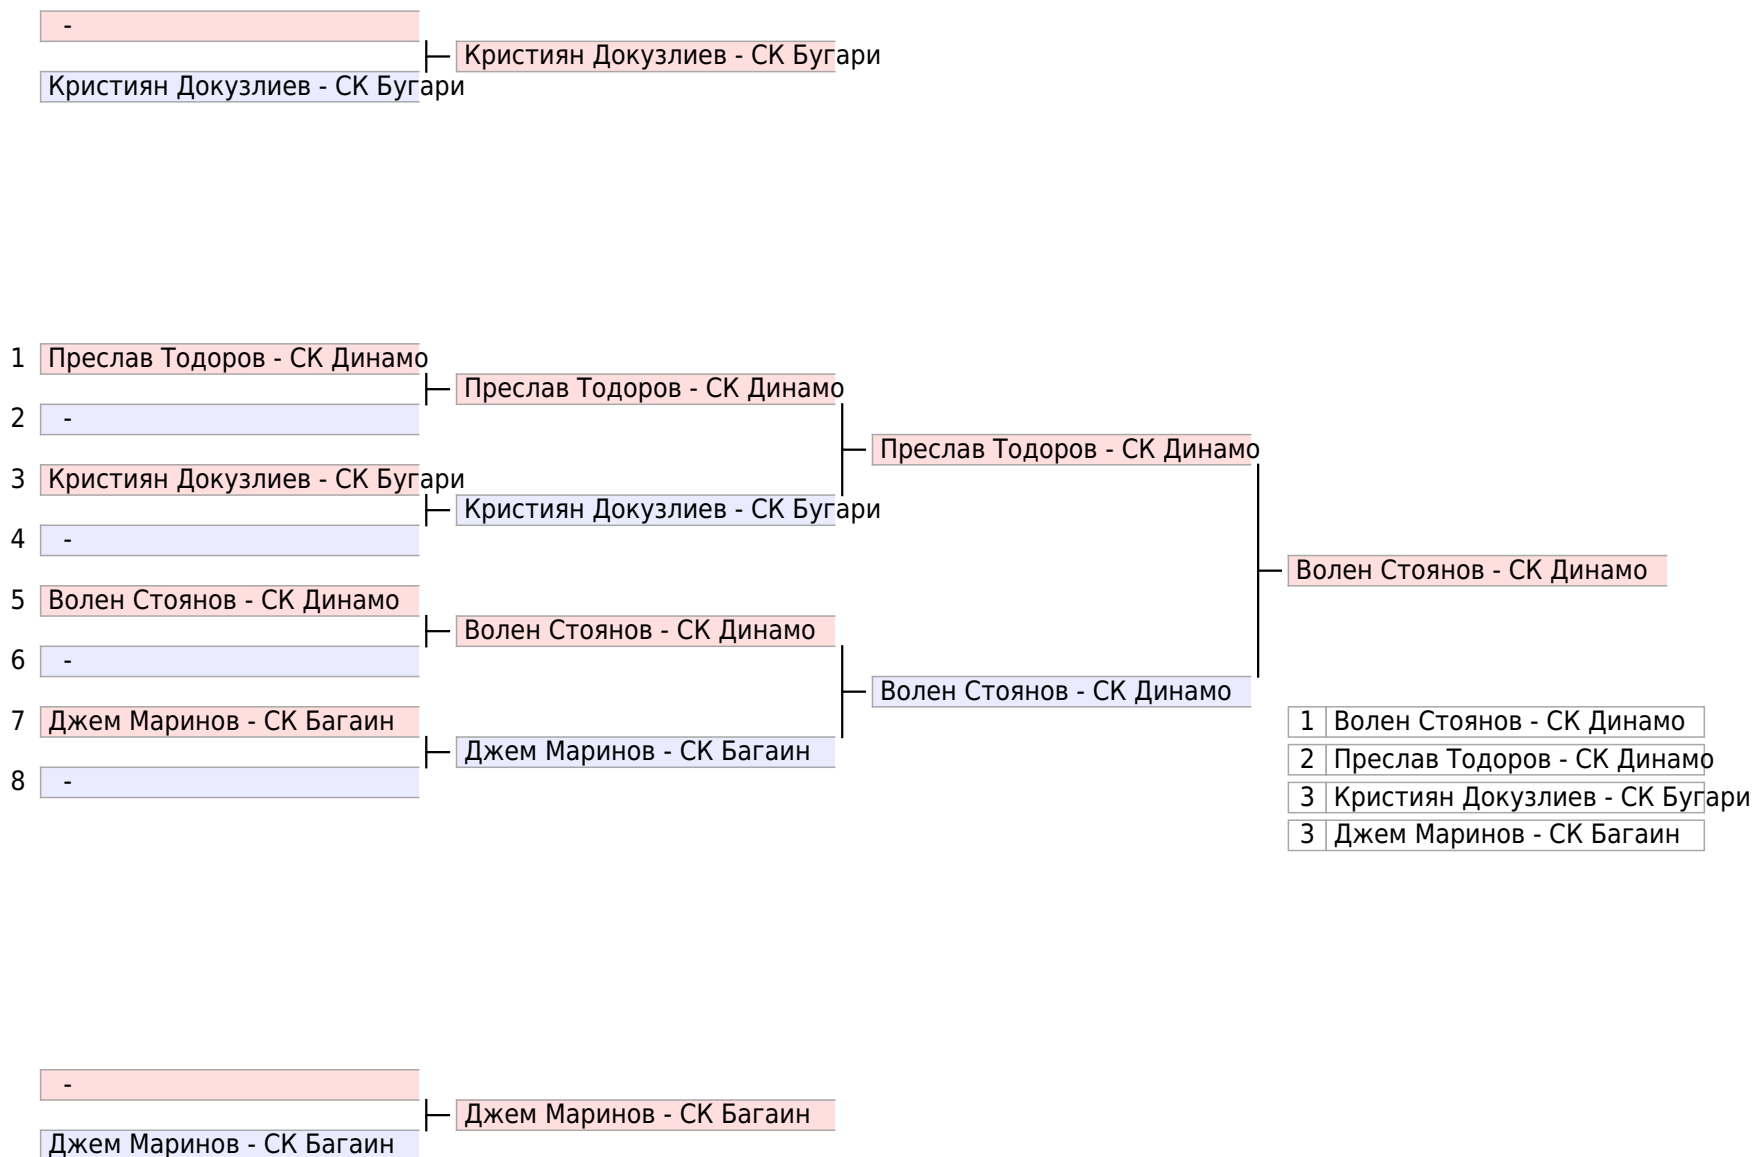 -
Кристиян Докузлиев - СК Бугари
Кристиян Докузлиев - СК Бугари
1 Преслав Тодоров - СК Динамо
Преслав Тодоров - СК Динамо
2 -
Преслав Тодоров - СК Динамо
3 Кристиян Докузлиев - СК Бугари
Кристиян Докузлиев - СК Бугари
4 -
Волен Стоянов - СК Динамо
5 Волен Стоянов - СК Динамо
Волен Стоянов - СК Динамо
6 -
Волен Стоянов - СК Динамо
7 Джем Маринов - СК Багаин
1 Волен Стоянов - СК Динамо
Джем Маринов - СК Багаин
2 Преслав Тодоров - СК Динамо
8 -
3 Кристиян Докузлиев - СК Бугари
3 Джем Маринов - СК Багаин
-
Джем Маринов - СК Багаин
Джем Маринов - СК Багаин